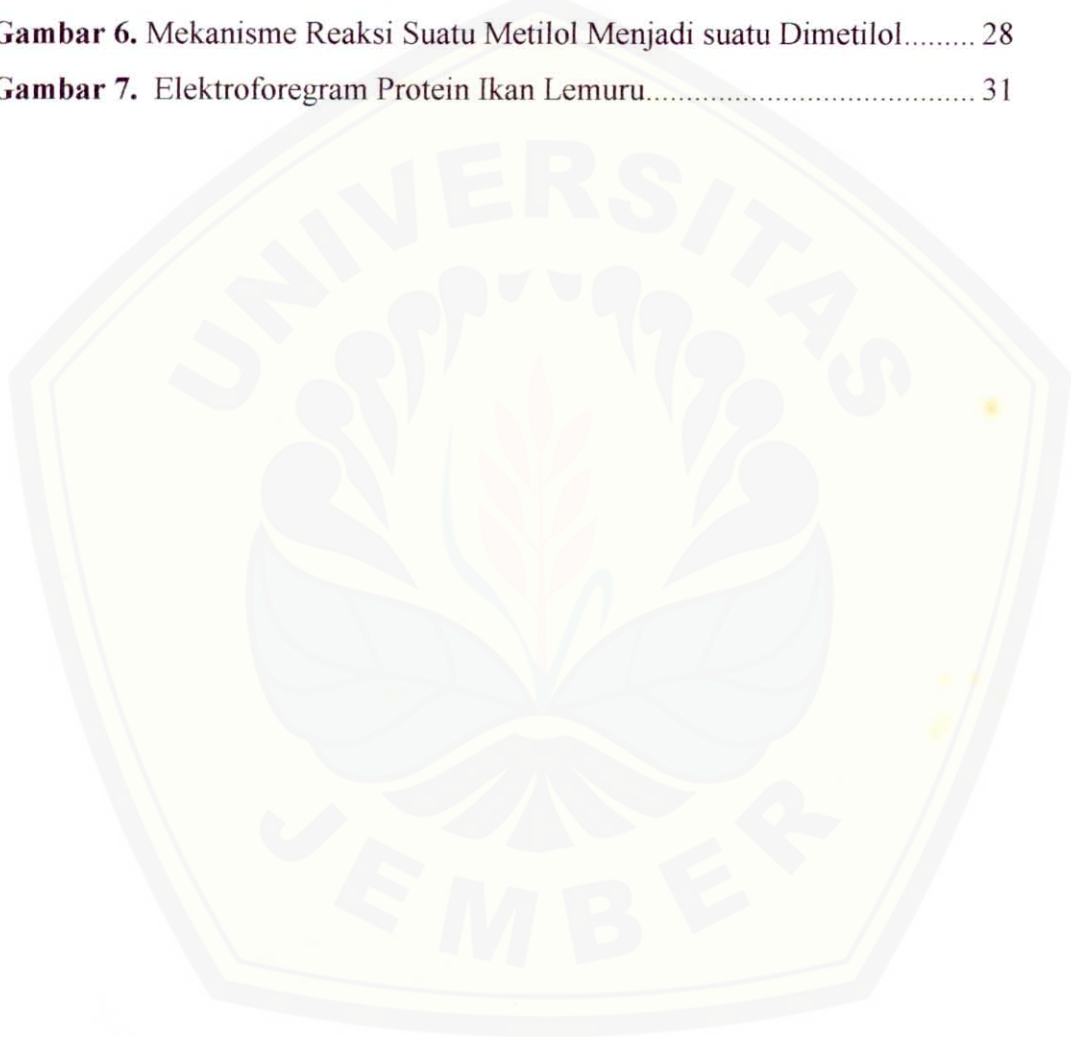 Gambar 6. Mekanisme Reaksi Suatu Metilol Menjadi suatu Dimetilol......... 28
Gambar 7. Elektroforegram Protein Ikan Lemuru......................................... 31
UNIVERSITAS
JEMBER